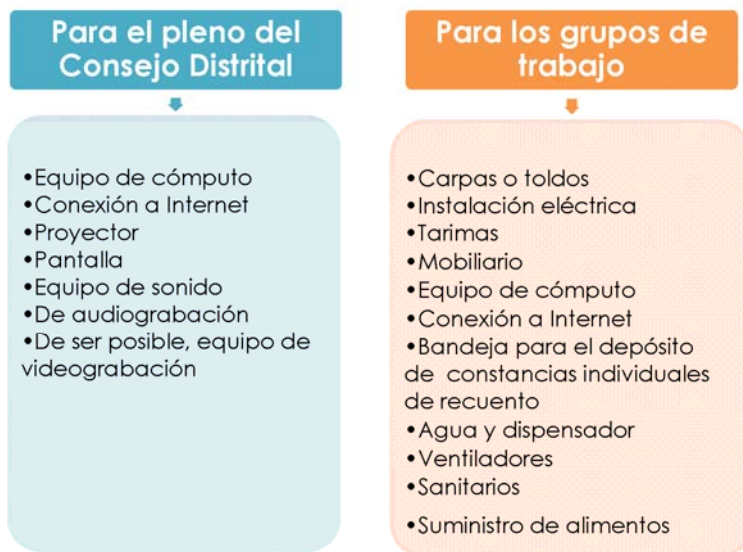 Para el pleno del
Consejo Distrital
•Equipo de cómputo
•Conexión a Internet
•Proyector
•Pantalla
•Equipo de sonido
•De audiograbación
•De ser posible, equipo de
videograbación
Para los grupos de
trabajo
•Carpas o toldos
•Instalación eléctrica
•Tarimas
•Mobiliario
•Equipo de cómputo
•Conexión a Internet
•Bandeja para el depósito
de constancias individuales
de recuento
•Agua y dispensador
•Ventiladores
•Sanitarios
•Suministro de alimentos